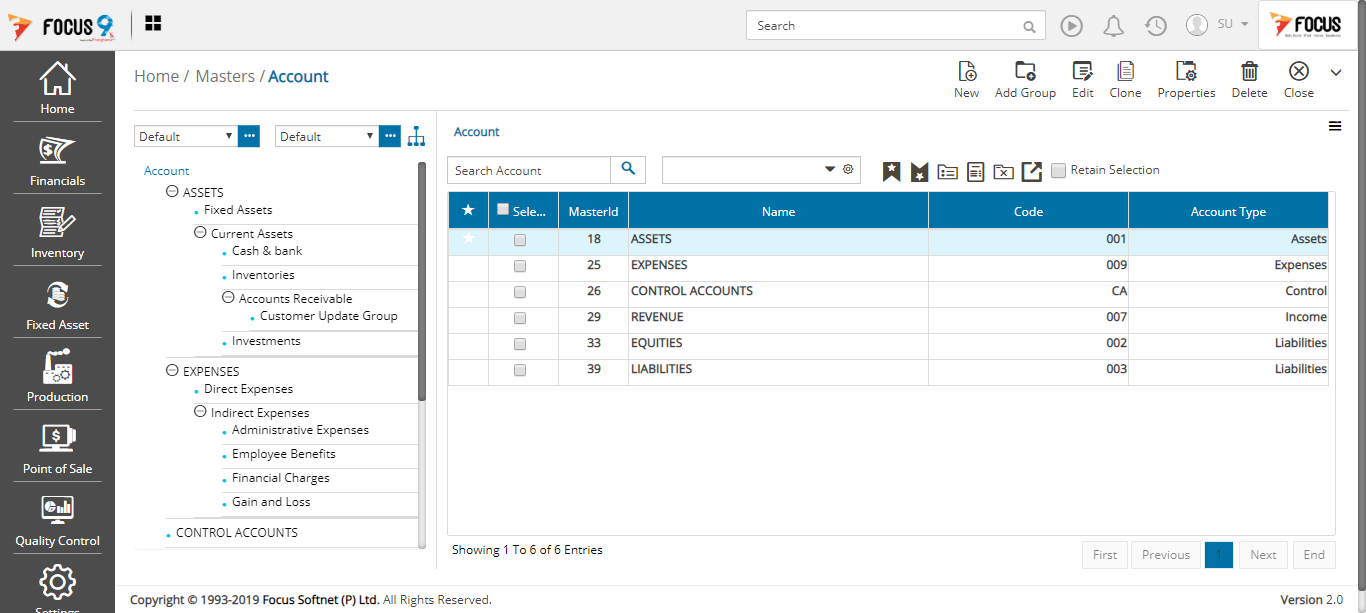 FOCUS 9
Search
SU
FOCUS
Home
Financials
Inventory
Fixed Asset
Production
Point of Sale
Quality Control
Settings
Home / Masters / Account
New
Add Group
Edit
Clone
Properties
Delete
Close
Default
Default
Account
ASSETS
Fixed Assets
Current Assets
Cash & bank
Inventories
Accounts Receivable
Customer Update Group
Investments
EXPENSES
Direct Expenses
Indirect Expenses
Administrative Expenses
Employee Benefits
Financial Charges
Gain and Loss
CONTROL ACCOUNTS
Account
Search Account
Retain Selection
Sele... MasterId Name Code Account Type
18 ASSETS 001 Assets
25 EXPENSES 009 Expenses
26 CONTROL ACCOUNTS CA Control
29 REVENUE 007 Income
33 EQUITIES 002 Liabilities
39 LIABILITIES 003 Liabilities
Showing 1 To 6 of 6 Entries
First Previous 1 Next End
Copyright © 1993-2019 Focus Softnet (P) Ltd. All Rights Reserved.
Version 2.0